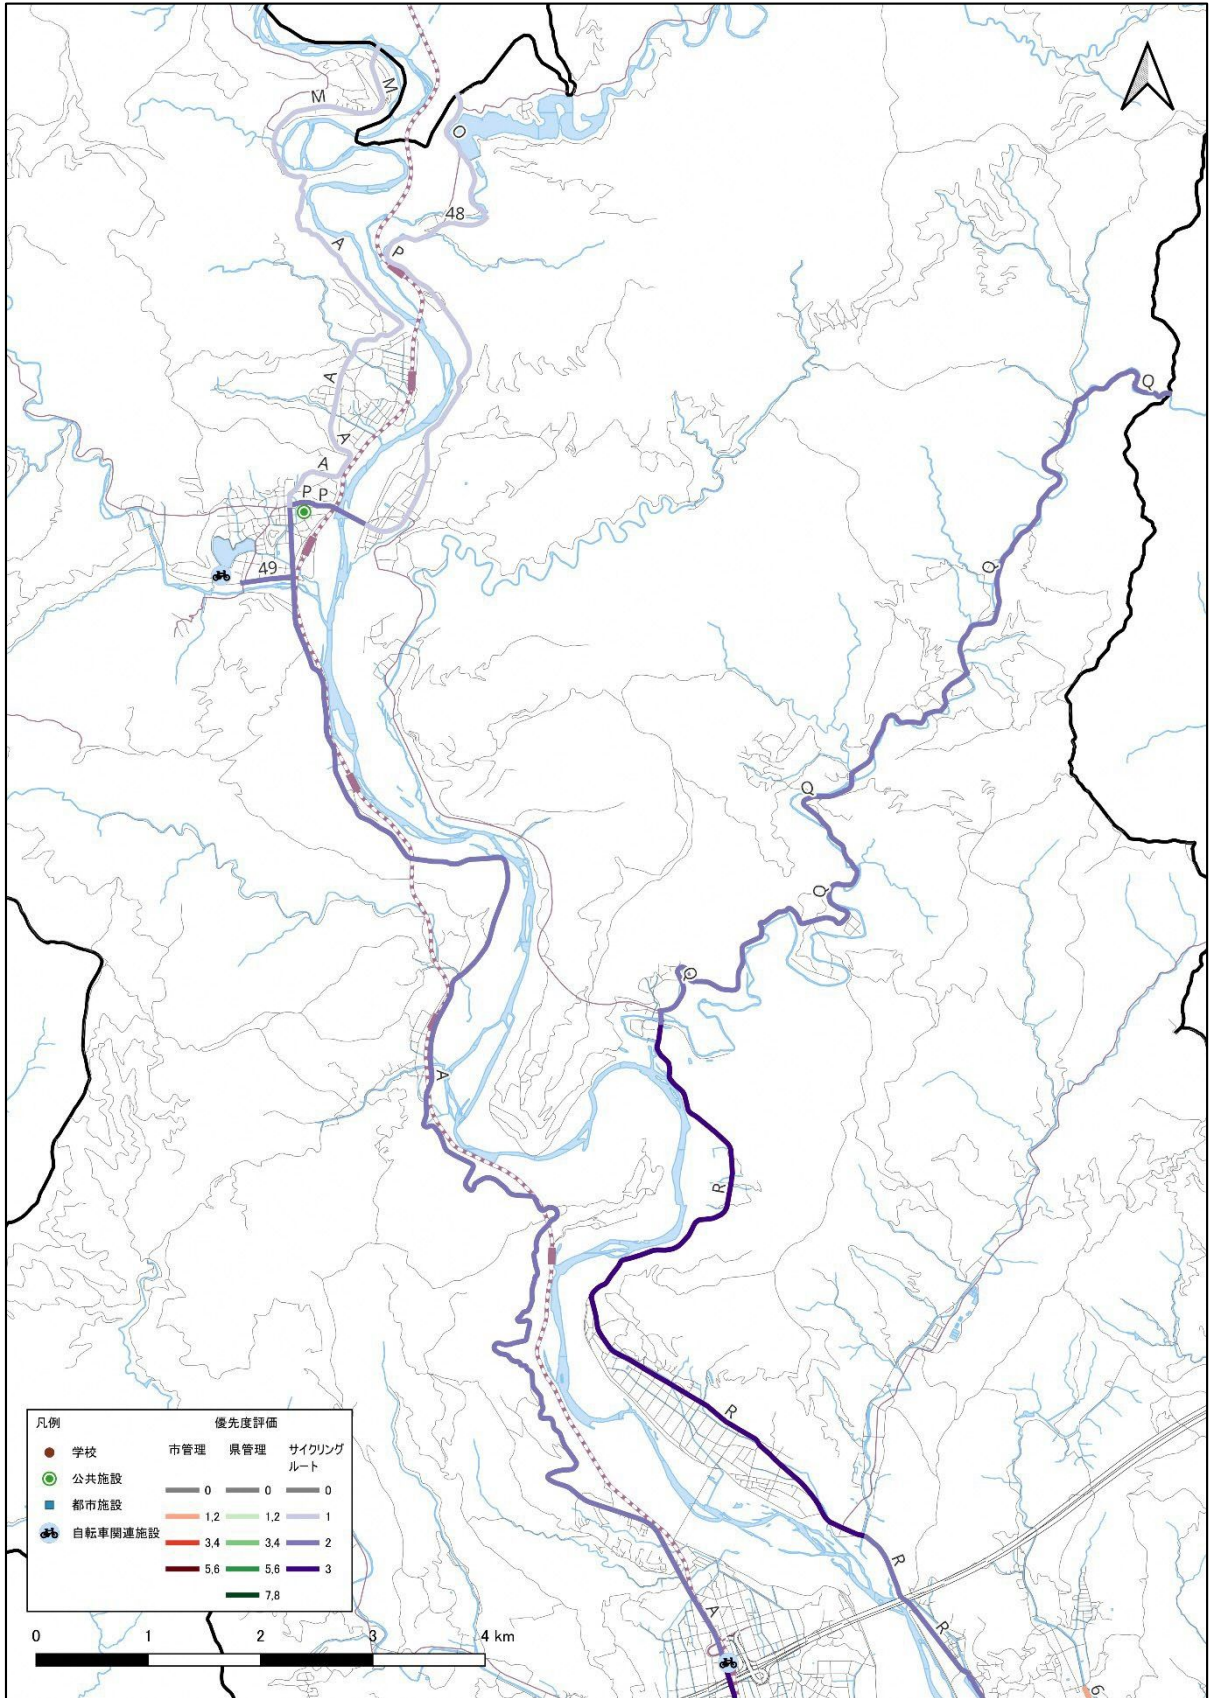 M
M
O
48
A
P
A
Q
A
A
P P
49
Q
Q
Q
Q
A
R
R
R
A
R
6
凡例
優先度評価
市管理 県管理 サイクリングルート
学校
公共施設
都市施設
自転車関連施設
0 0 0
1,2 1,2 1
3,4 3,4 2
5,6 5,6 3
7,8
0 1 2 3 4 km